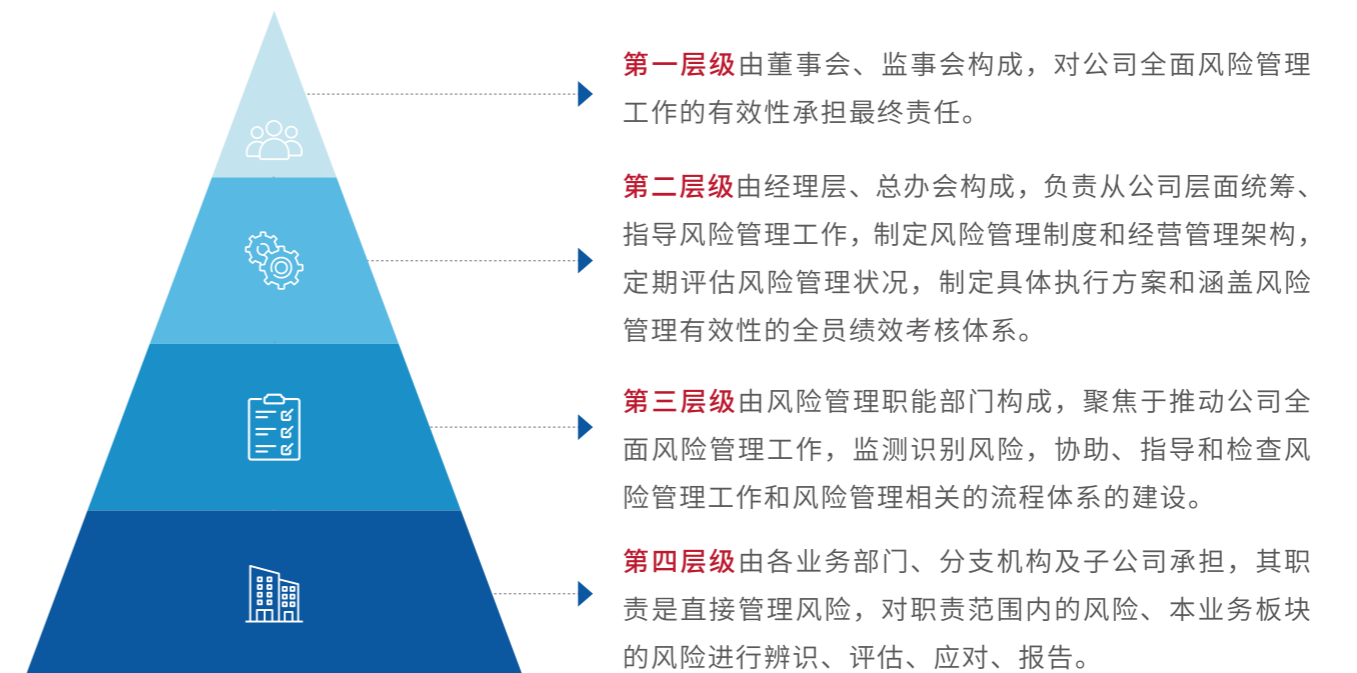 第一层级由董事会、监事会构成，对公司全面风险管理
工作的有效性承担最终责任。
第二层级由经理层、总办会构成，负责从公司层面统筹、
指导风险管理工作，制定风险管理制度和经营管理架构，
定期评估风险管理状况，制定具体执行方案和涵盖风险
管理有效性的全员绩效考核体系。
第三层级由风险管理职能部门构成，聚焦于推动公司全
面风险管理工作，监测识别风险，协助、指导和检查风
险管理工作和风险管理相关的流程体系的建设。
第四层级由各业务部门、分支机构及子公司承担，其职
责是直接管理风险，对职责范围内的风险、本业务板块
的风险进行辨识、评估、应对、报告。